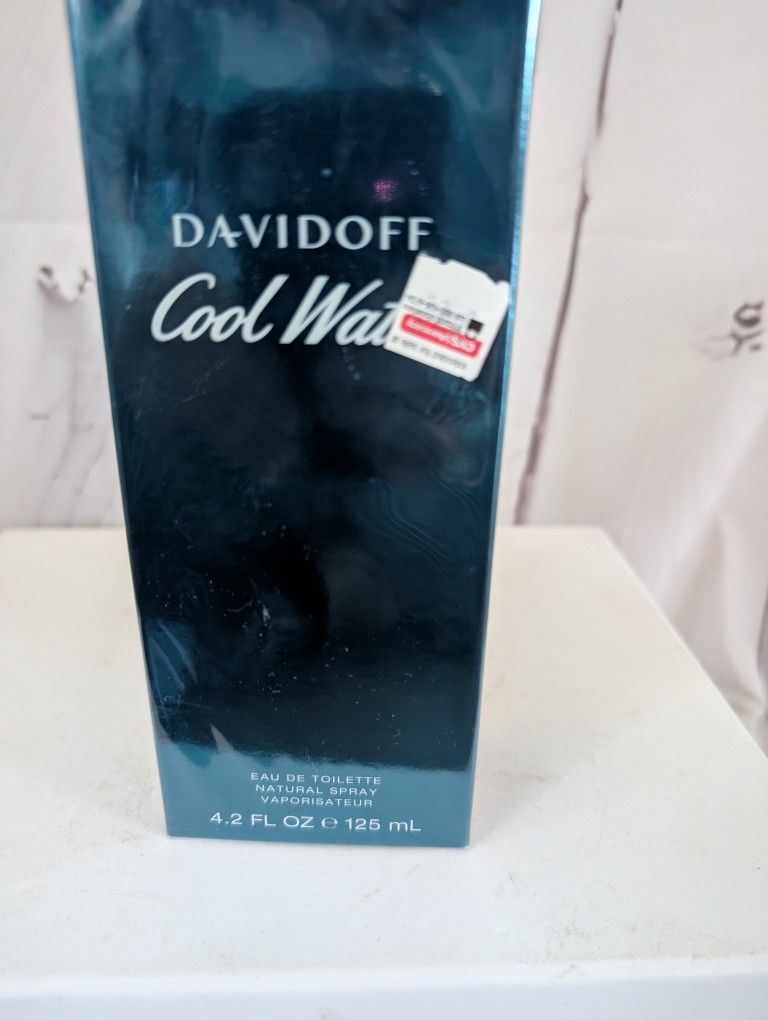 DAVIDOFF
Cool Wat
EAU DE TOILETTE
NATURAL SPRAY
VAPORISATEUR
4.2 FL OZ ℮ 125 mL